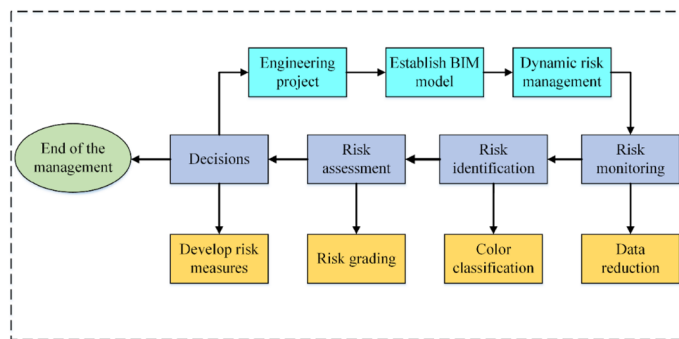 Engineering
project
Establish BIM
model
Dynamic risk
management
End of the
management
Decisions
Risk
assessment
Risk
identification
Risk
monitoring
Develop risk
measures
Risk grading
Color
classification
Data
reduction